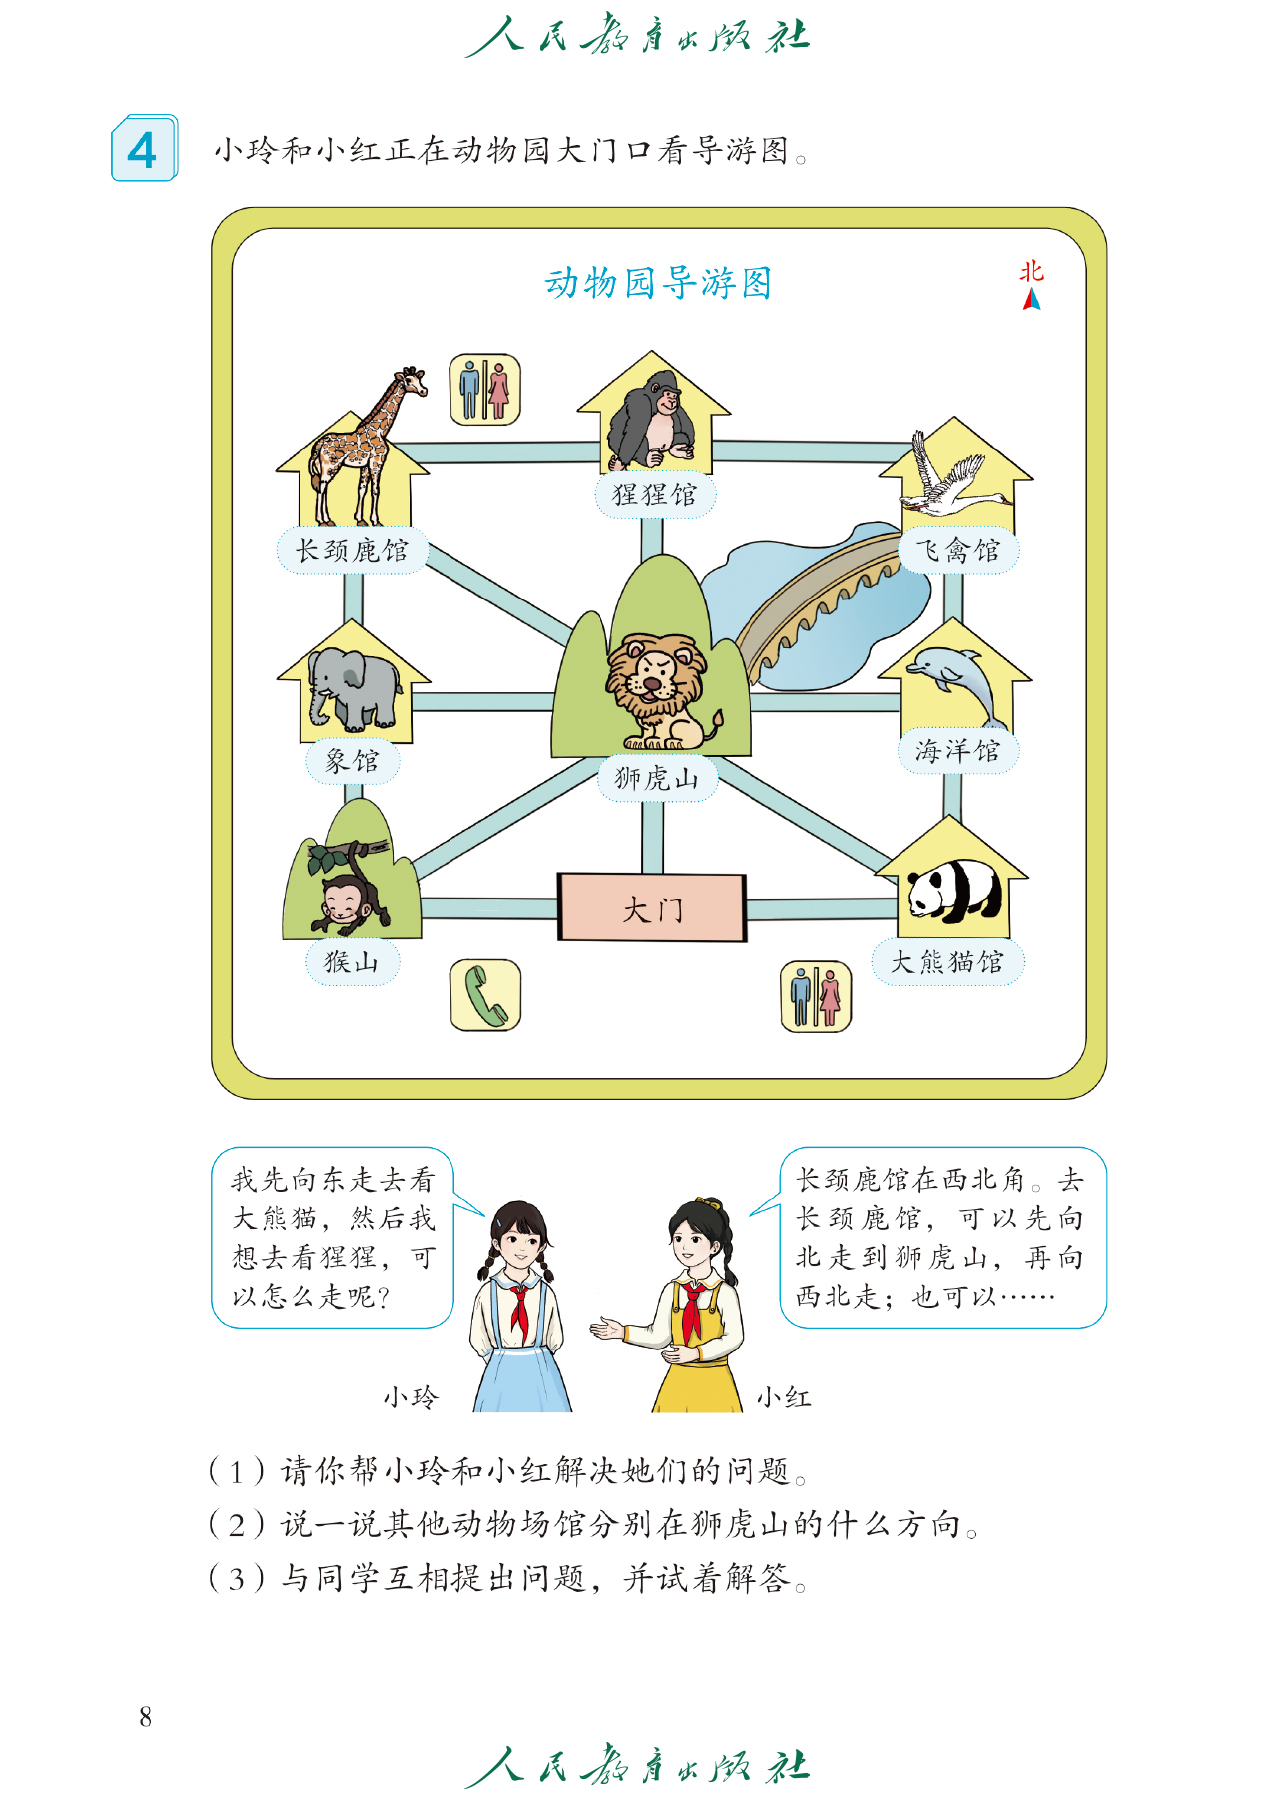 人民教育出版社
4 小玲和小红正在动物园大门口看导游图。
动物园导游图
北
猩猩馆
长颈鹿馆
飞禽馆
象馆
海洋馆
狮虎山
大门
猴山
大熊猫馆
我先向东走去看
大熊猫，然后我
想去看猩猩，可
以怎么走呢？
长颈鹿馆在西北角。去
长颈鹿馆，可以先向
北走到狮虎山，再向
西北走；也可以……
小玲
小红
（1）请你帮小玲和小红解决她们的问题。
（2）说一说其他动物场馆分别在狮虎山的什么方向。
（3）与同学互相提出问题，并试着解答。
8
人民教育出版社